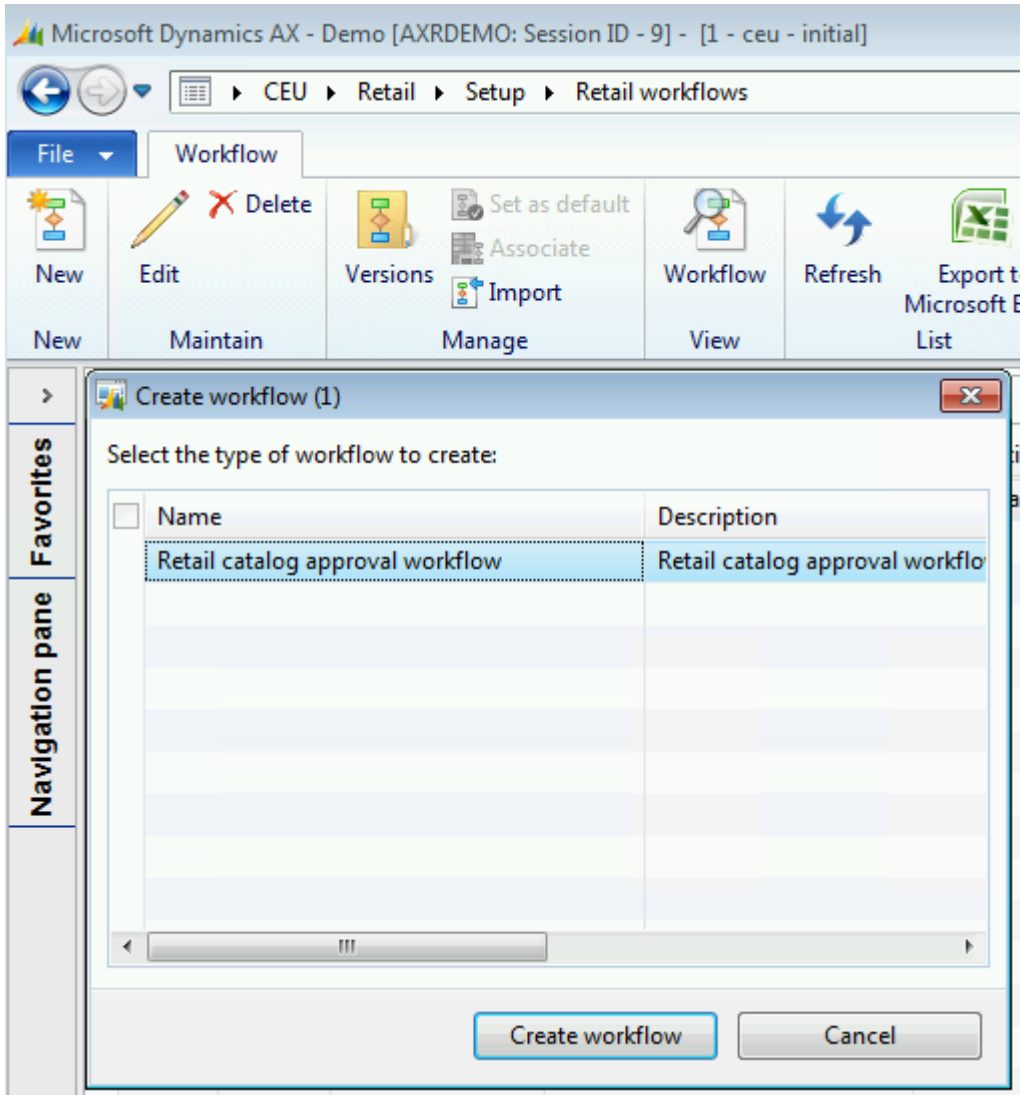 Microsoft Dynamics AX - Demo [AXRDEMO: Session ID - 9] - [1 - ceu - initial]
CEU Retail Setup Retail workflows
File Workflow
New
Edit
Delete
Versions
Set as default
Associate
Import
Workflow
Refresh
Export t
Microsoft E
New Maintain Manage View List
Favorites
Navigation pane
Create workflow (1)
Select the type of workflow to create:
Name Description
Retail catalog approval workflow Retail catalog approval workflo
Create workflow Cancel